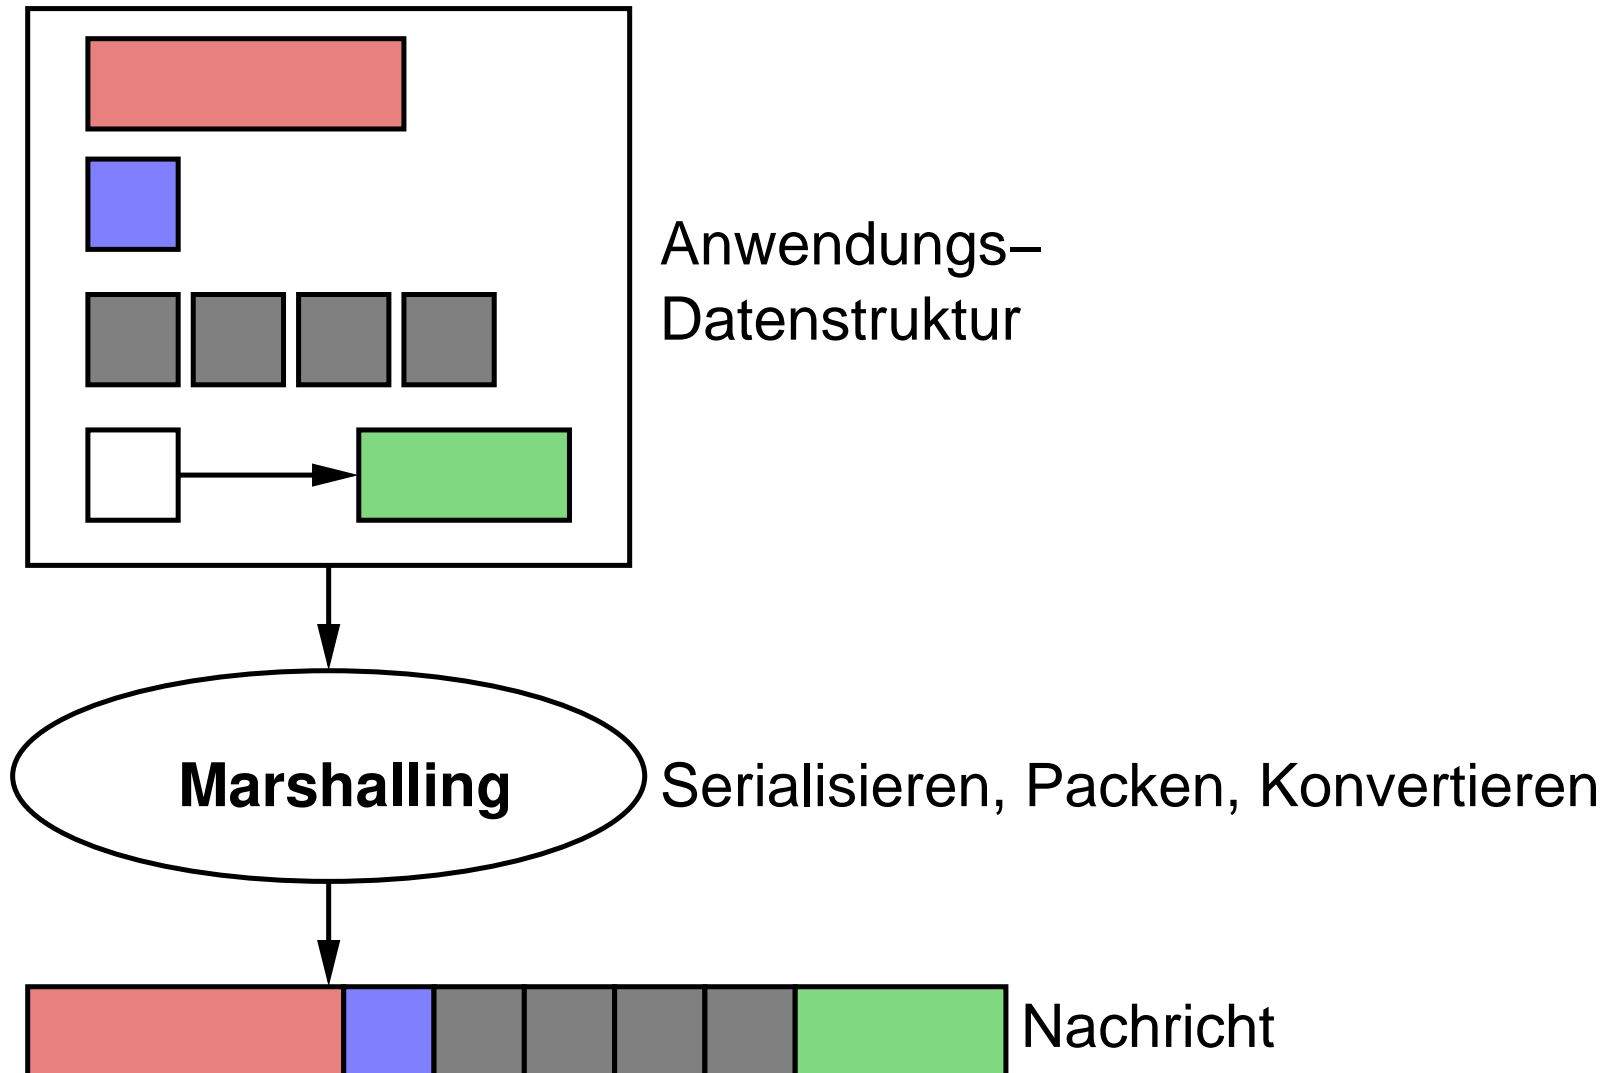 Anwendungs–
Datenstruktur
Marshalling
Serialisieren, Packen, Konvertieren
Nachricht